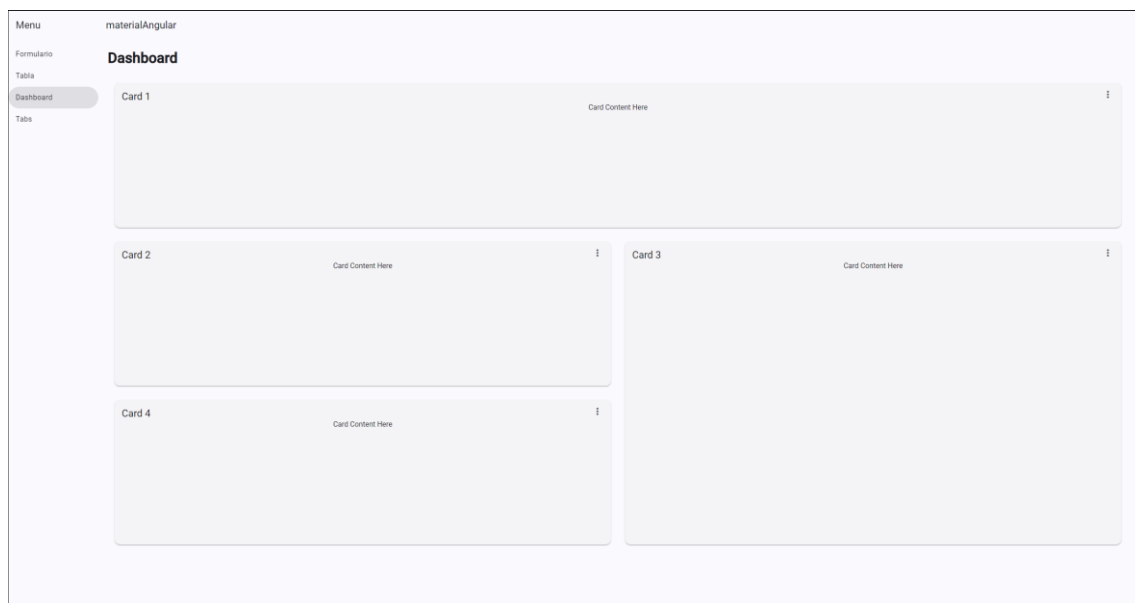 Menu
materialAngular
Formulario
Tabla
Dashboard
Tabs
Dashboard
Card 1
Card Content Here
Card 2
Card Content Here
Card 3
Card Content Here
Card 4
Card Content Here